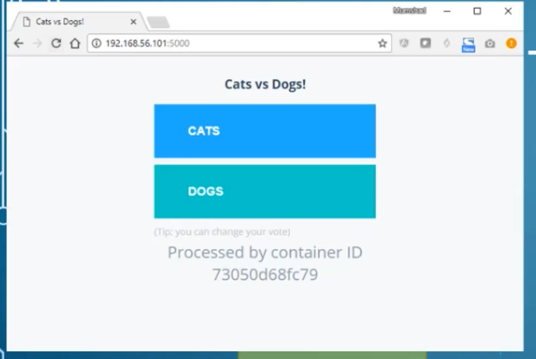 Cats vs Dogs!
Mumshad
192.168.56.101:5000
New
Cats vs Dogs!
CATS
DOGS
(Tip: you can change your vote)
Processed by container ID
73050d68fc79